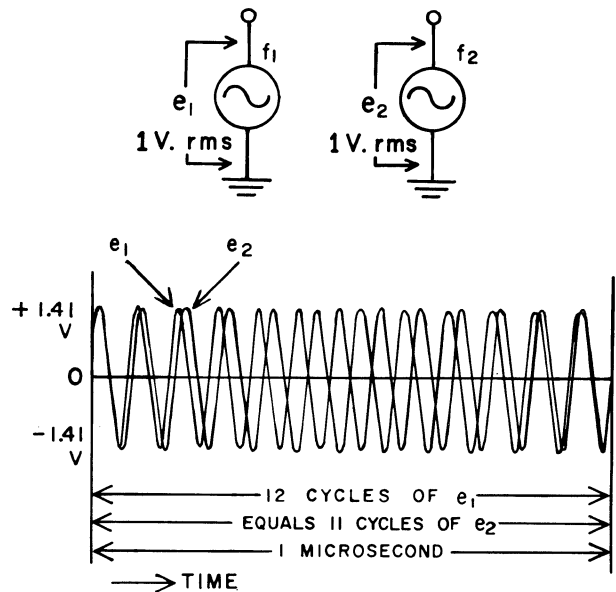 f1
f2
e1
e2
1 V. rms
1 V. rms
e1
e2
+ 1.41
V
0
-1.41
V
12 CYCLES OF e1
EQUALS 11 CYCLES OF e2
1 MICROSECOND
TIME